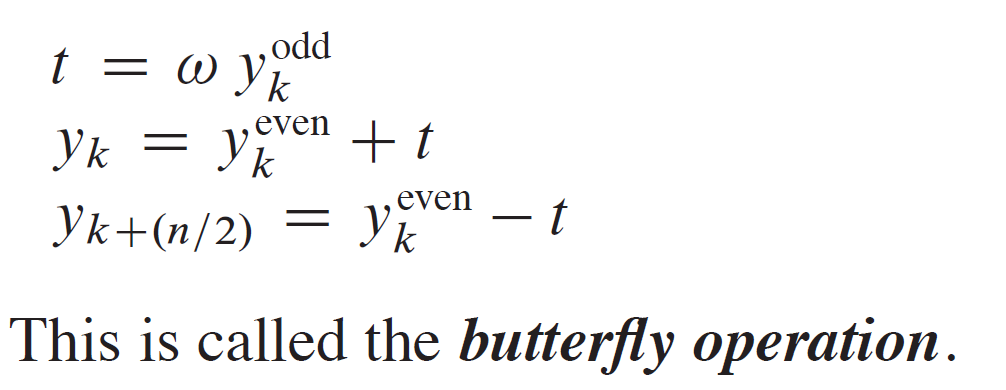 t = ω y_k^odd
y_k = y_k^even + t
y_{k+(n/2)} = y_k^even − t
This is called the butterfly operation.